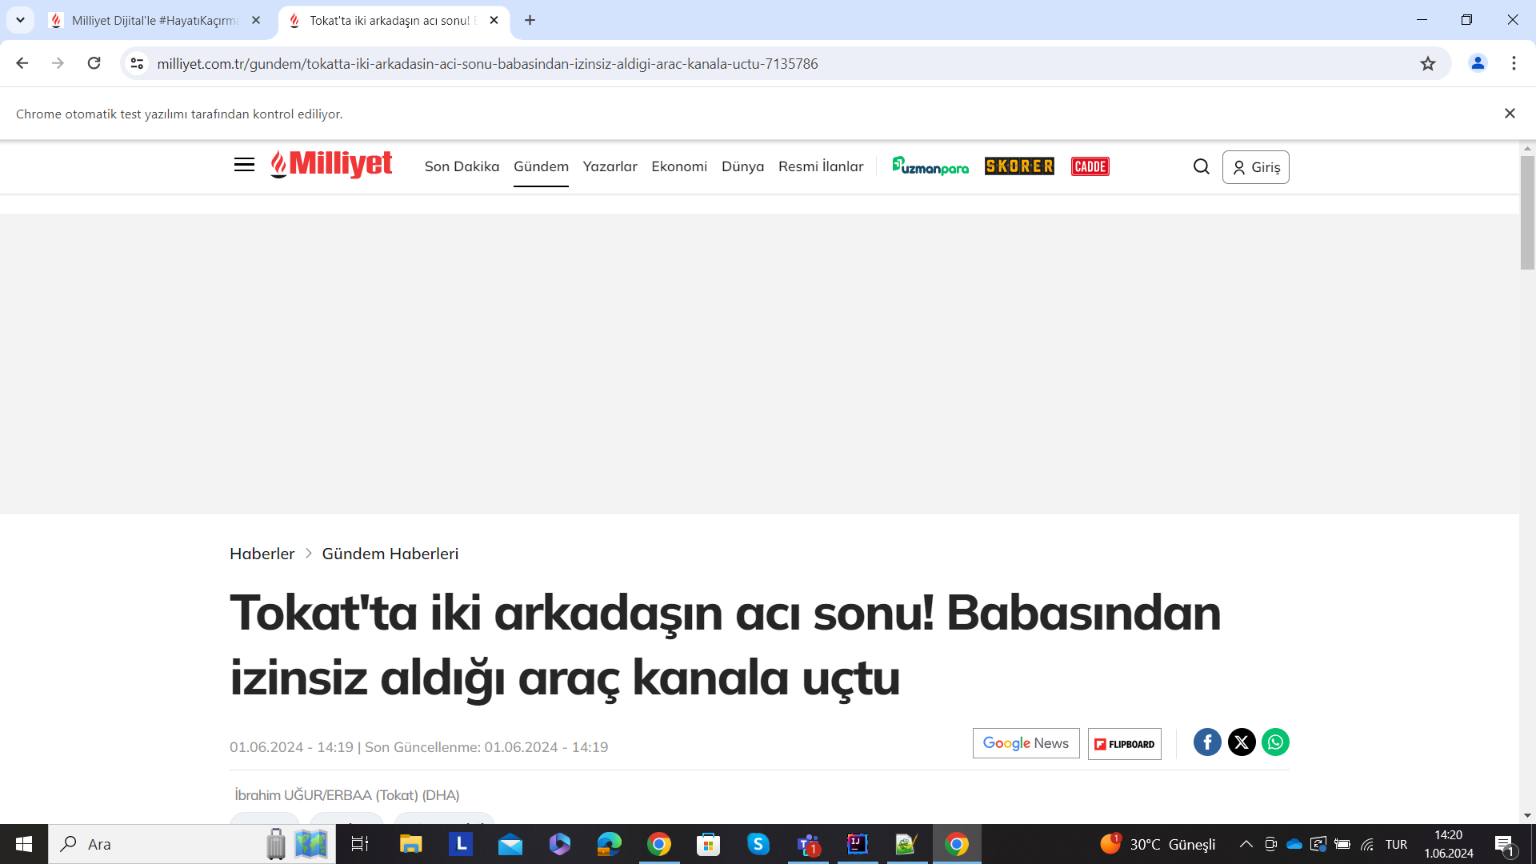 Milliyet Dijital'le #HayatıKaçırma
Tokat'ta iki arkadaşın acı sonu!
milliyet.com.tr/gundem/tokatta-iki-arkadasin-aci-sonu-babasindan-izinsiz-aldigi-arac-kanala-uctu-7135786
Chrome otomatik test yazılımı tarafından kontrol ediliyor.
Milliyet
Son Dakika Gündem Yazarlar Ekonomi Dünya Resmi İlanlar
uzmanpara SKORER CADDE
Giriş
Haberler > Gündem Haberleri
Tokat'ta iki arkadaşın acı sonu! Babasından
izinsiz aldığı araç kanala uçtu
01.06.2024 - 14:19 | Son Güncellenme: 01.06.2024 - 14:19
Google News FLIPBOARD
İbrahim UĞUR/ERBAA (Tokat) (DHA)
Ara
30°C Güneşli
TUR
14:20
1.06.2024